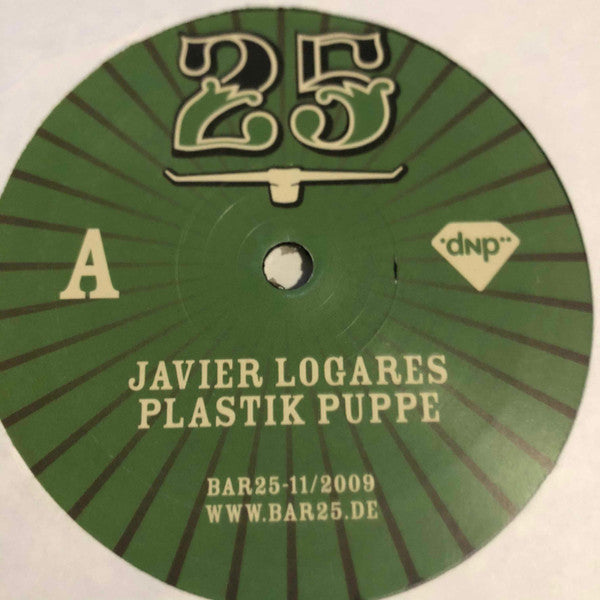 25
A
·dNp··
JAVIER LOGARES
PLASTIK PUPPE
BAR25-11/2009
WWW.BAR25.DE